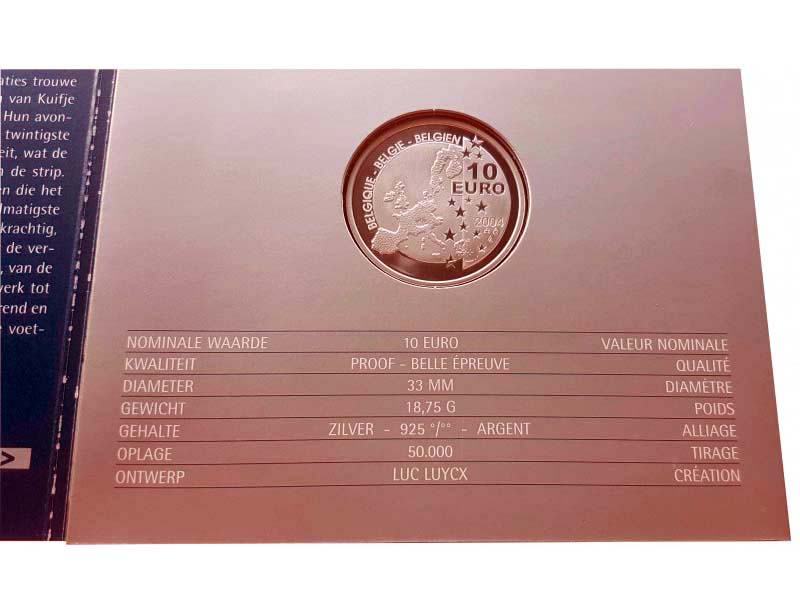 aties trouwe
van Kuifje
Hun avon-
twintigste
eit, wat de
de strip.
en die het
lmatigste
krachtig,
de ver-
, van de
werk tot
rend en
e voet-
>
BELGIQUE - BELGIE - BELGIEN
10
EURO
2004
NOMINALE WAARDE 10 EURO VALEUR NOMINALE
KWALITEIT PROOF - BELLE ÉPREUVE QUALITÉ
DIAMETER 33 MM DIAMÈTRE
GEWICHT 18,75 G POIDS
GEHALTE ZILVER - 925 °/°° - ARGENT ALLIAGE
OPLAGE 50.000 TIRAGE
ONTWERP LUC LUYCX CRÉATION